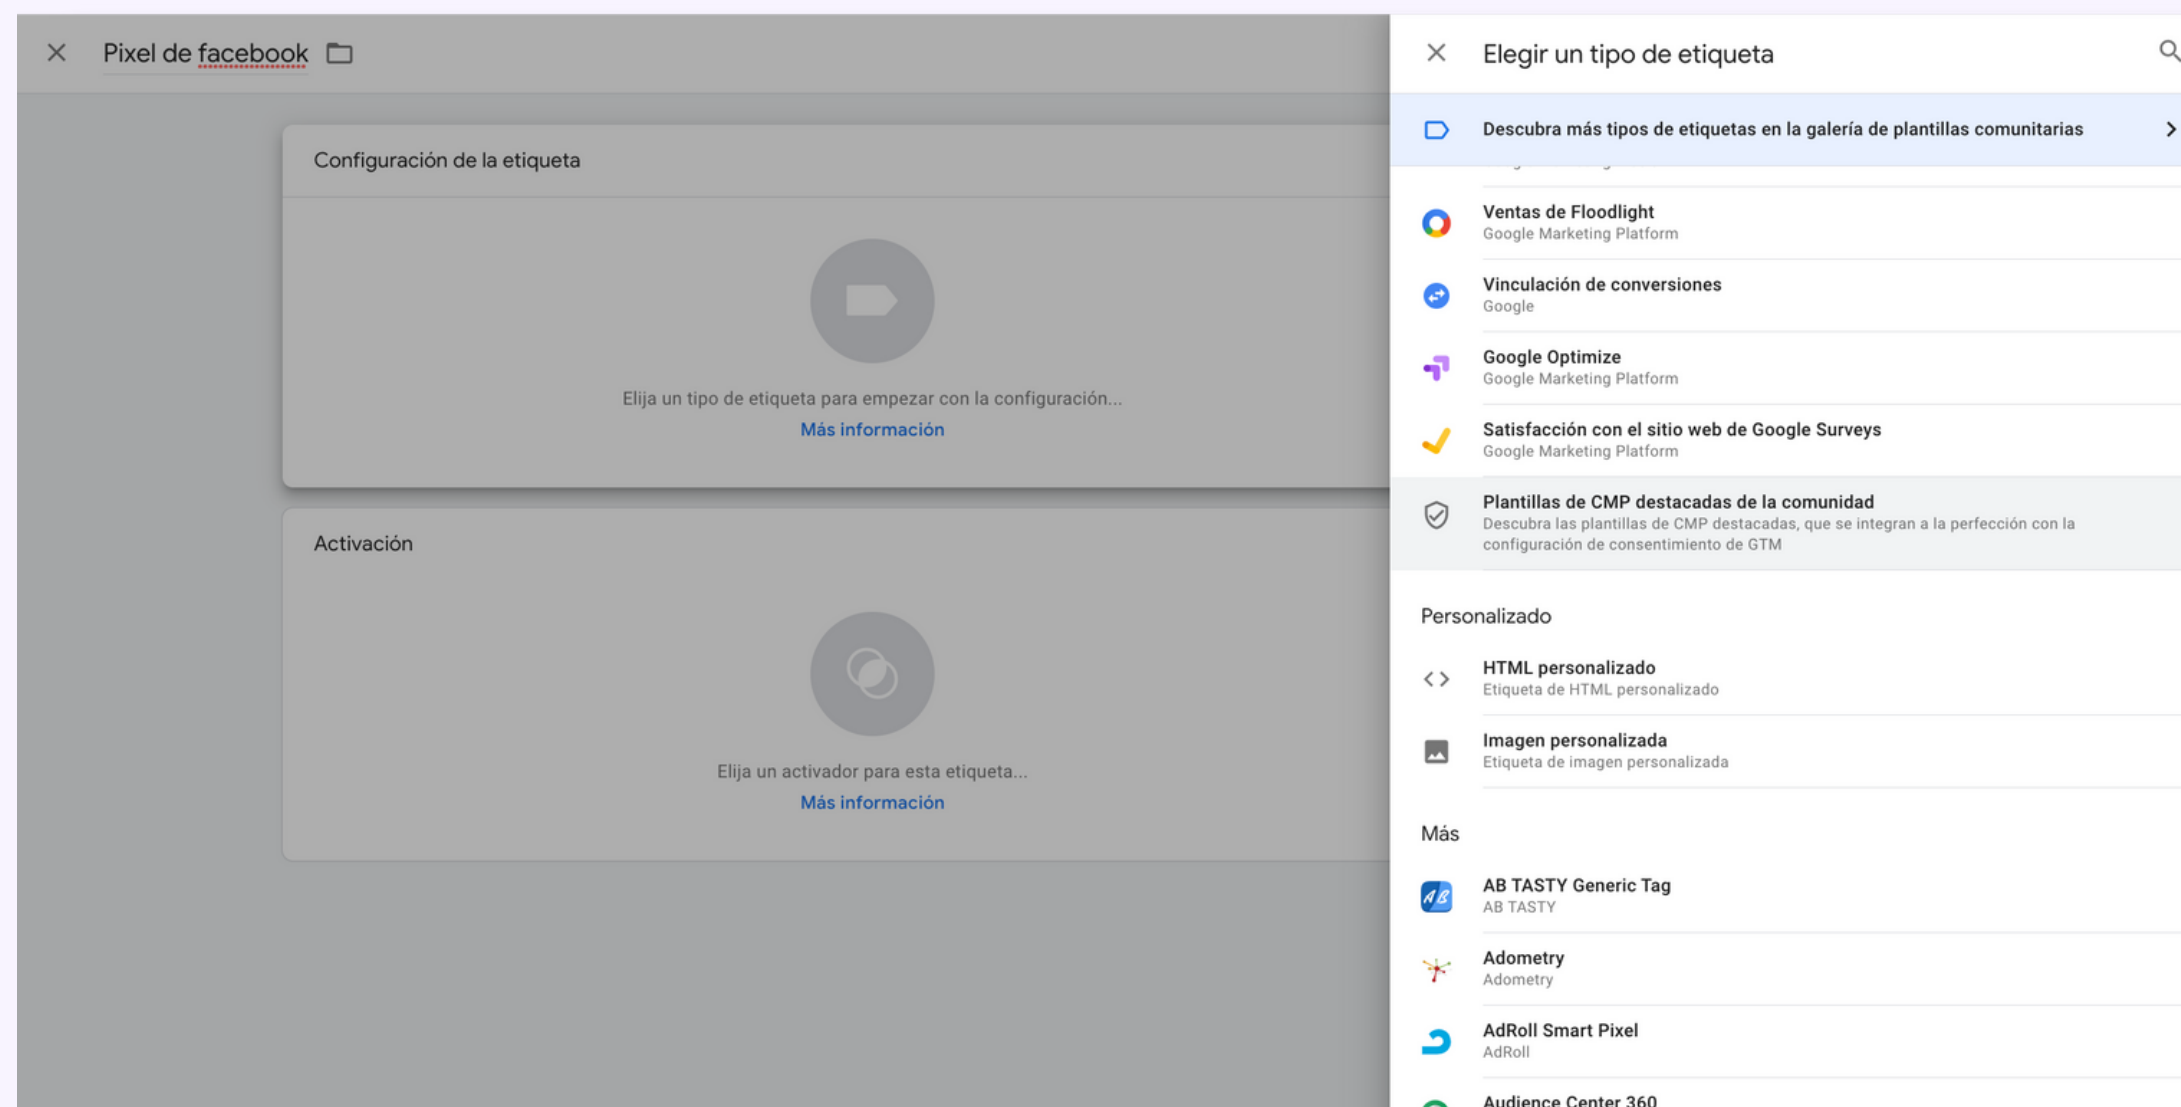 Pixel de facebook
Configuración de la etiqueta
Elija un tipo de etiqueta para empezar con la configuración...
Más información
Activación
Elija un activador para esta etiqueta...
Más información
Elegir un tipo de etiqueta
Descubra más tipos de etiquetas en la galería de plantillas comunitarias
Ventas de Floodlight
Google Marketing Platform
Vinculación de conversiones
Google
Google Optimize
Google Marketing Platform
Satisfacción con el sitio web de Google Surveys
Google Marketing Platform
Plantillas de CMP destacadas de la comunidad
Descubra las plantillas de CMP destacadas, que se integran a la perfección con la
configuración de consentimiento de GTM
Personalizado
HTML personalizado
Etiqueta de HTML personalizado
Imagen personalizada
Etiqueta de imagen personalizada
Más
AB TASTY Generic Tag
AB TASTY
Adometry
Adometry
AdRoll Smart Pixel
AdRoll
Audience Center 360